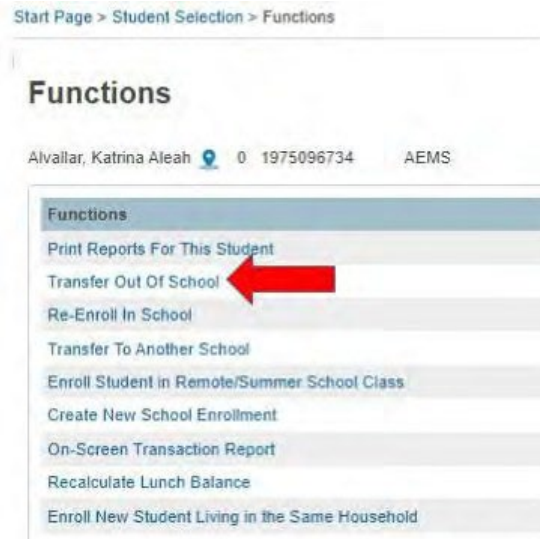 Start Page > Student Selection > Functions
Functions
Alvallar, Katrina Aleah 0 1975096734 AEMS
Functions
Print Reports For This Student
Transfer Out Of School
Re-Enroll In School
Transfer To Another School
Enroll Student in Remote/Summer School Class
Create New School Enrollment
On-Screen Transaction Report
Recalculate Lunch Balance
Enroll New Student Living in the Same Household